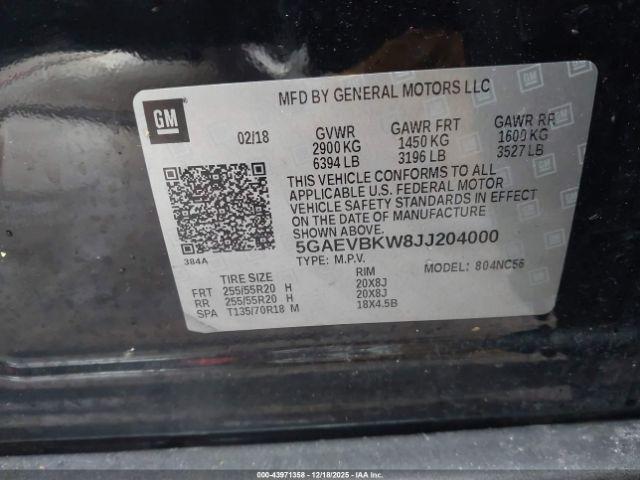 MFD BY GENERAL MOTORS LLC
GM
02/18 GVWR GAWR FRT GAWR RR
2900 KG 1450 KG 1600 KG
6394 LB 3196 LB 3527 LB
THIS VEHICLE CONFORMS TO ALL
APPLICABLE U.S. FEDERAL MOTOR
VEHICLE SAFETY STANDARDS IN EFFECT
ON THE DATE OF MANUFACTURE
SHOWN ABOVE.
5GAEVBKW8JJ204000
384A
TYPE: M.P.V. MODEL: 804NC56
TIRE SIZE RIM
FRT 255/55R20 H 20X8J
RR 255/55R20 H 20X8J
SPA T135/70R18 M 18X4.5B
Stock: 43971358 | 12/18/2025 | IAA Inc.